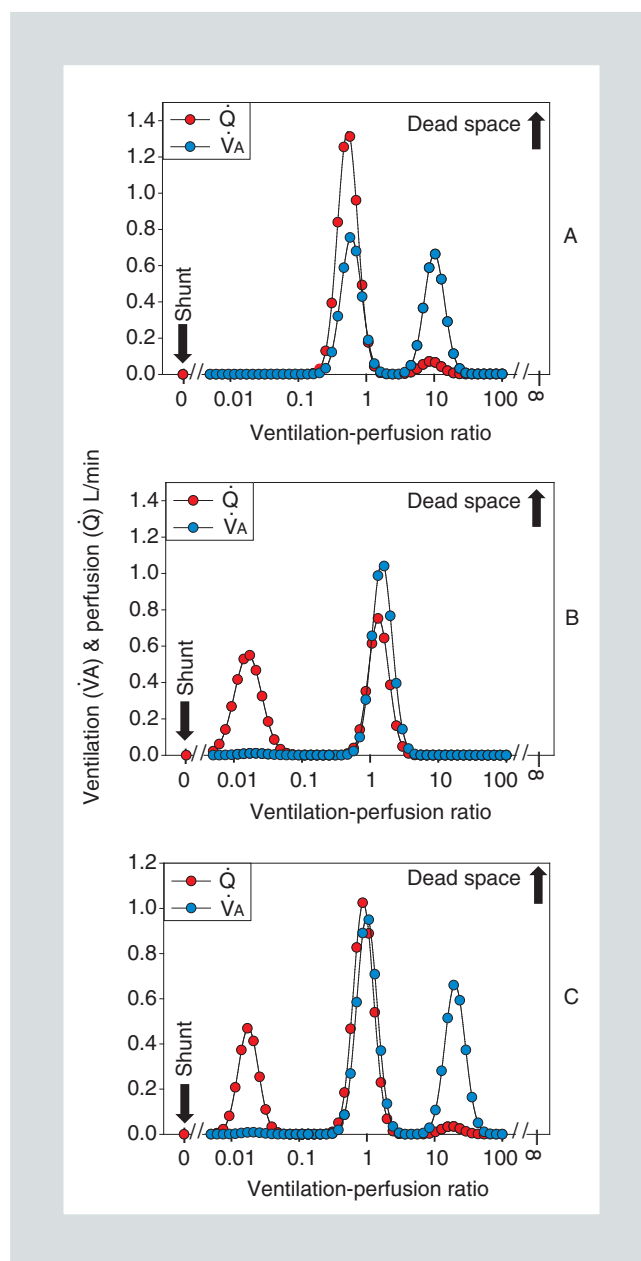 Q̇
V̇A
Dead space
A
1.4
1.2
1.0
0.8
0.6
0.4
0.2
0.0
Shunt
0 // 0.01 0.1 1 10 100 // ∞
Ventilation-perfusion ratio
Ventilation (V̇A) & perfusion (Q̇) L/min
Q̇
V̇A
Dead space
B
1.4
1.2
1.0
0.8
0.6
0.4
0.2
0.0
Shunt
0 // 0.01 0.1 1 10 100 // ∞
Ventilation-perfusion ratio
Q̇
V̇A
Dead space
C
1.2
1.0
0.8
0.6
0.4
0.2
0.0
Shunt
0 // 0.01 0.1 1 10 100 // ∞
Ventilation-perfusion ratio